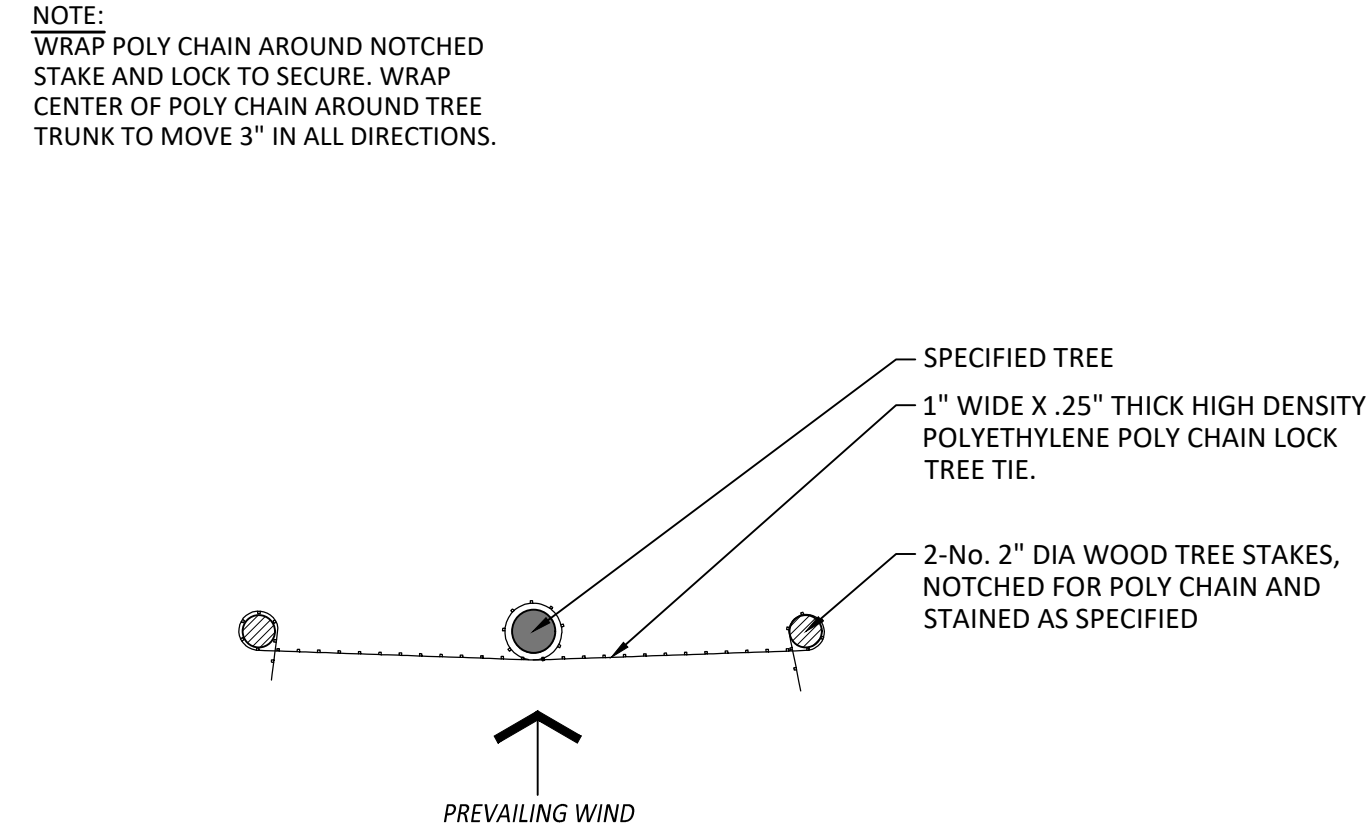 NOTE:
WRAP POLY CHAIN AROUND NOTCHED
STAKE AND LOCK TO SECURE. WRAP
CENTER OF POLY CHAIN AROUND TREE
TRUNK TO MOVE 3" IN ALL DIRECTIONS.
SPECIFIED TREE
1" WIDE X .25" THICK HIGH DENSITY
POLYETHYLENE POLY CHAIN LOCK
TREE TIE.
2-No. 2" DIA WOOD TREE STAKES,
NOTCHED FOR POLY CHAIN AND
STAINED AS SPECIFIED
PREVAILING WIND